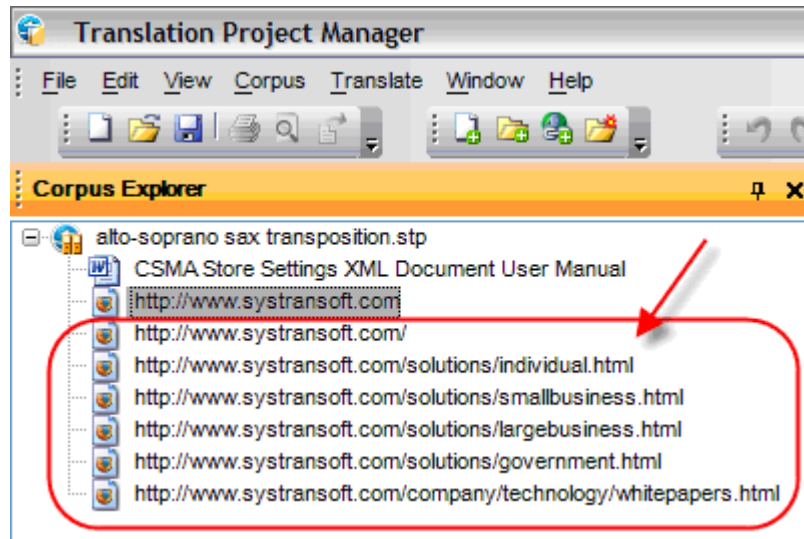 Translation Project Manager
File Edit View Corpus Translate Window Help
Corpus Explorer
alto-soprano sax transposition.stp
CSMA Store Settings XML Document User Manual
http://www.systransoft.com
http://www.systransoft.com/
http://www.systransoft.com/solutions/individual.html
http://www.systransoft.com/solutions/smallbusiness.html
http://www.systransoft.com/solutions/largebusiness.html
http://www.systransoft.com/solutions/government.html
http://www.systransoft.com/company/technology/whitepapers.html